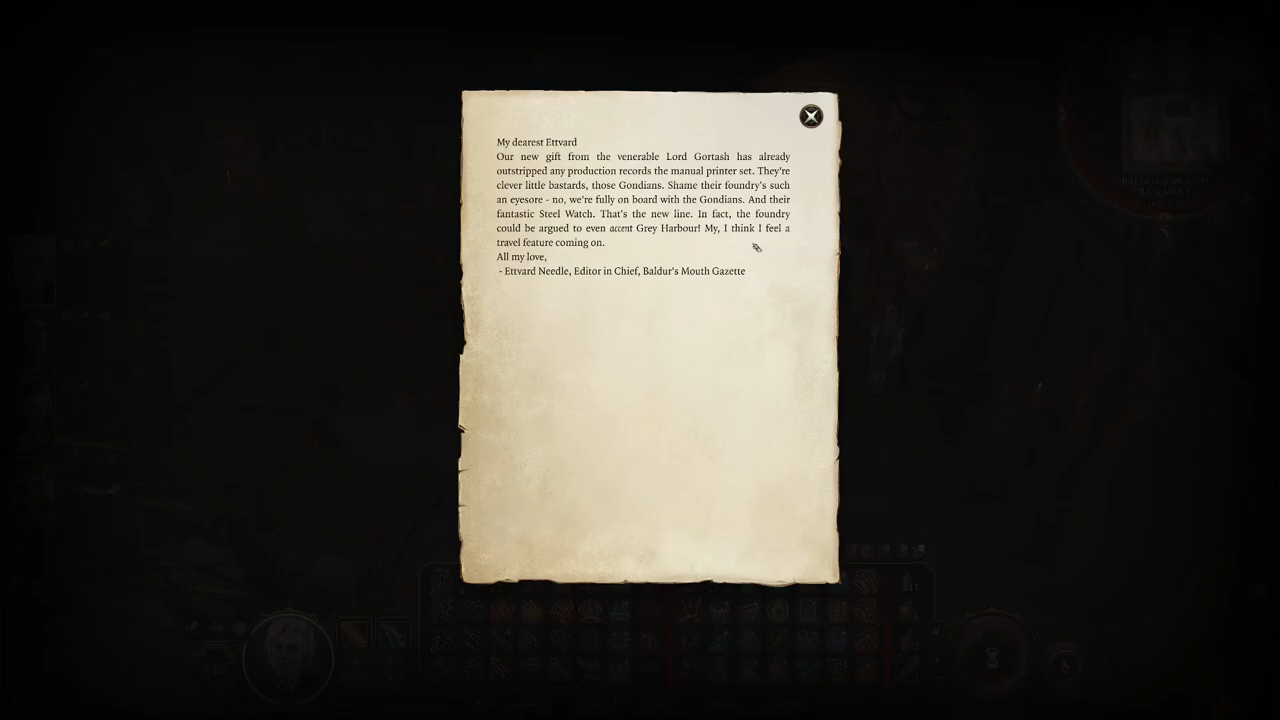 BALDUR'S MOUTH
BASEMENT
My dearest Ettvard
Our new gift from the venerable Lord Gortash has already
outstripped any production records the manual printer set. They're
clever little bastards, those Gondians. Shame their foundry's such
an eyesore - no, we're fully on board with the Gondians. And their
fantastic Steel Watch. That's the new line. In fact, the foundry
could be argued to even accent Grey Harbour! My, I think I feel a
travel feature coming on.
All my love,
- Ettvard Needle, Editor in Chief, Baldur's Mouth Gazette